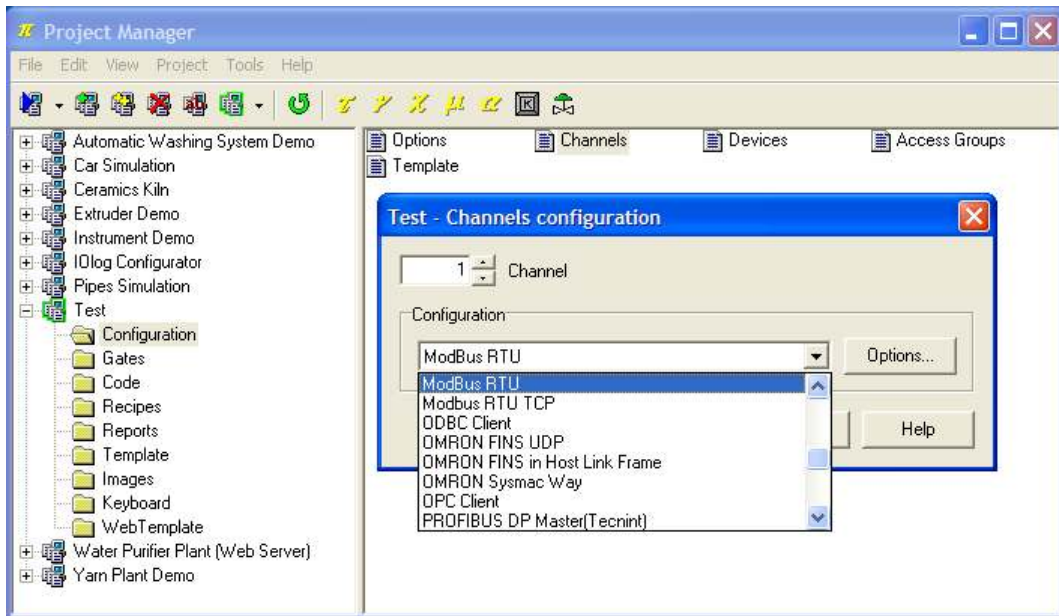 Project Manager
File Edit View Project Tools Help
Automatic Washing System Demo
Car Simulation
Ceramics Kiln
Extruder Demo
Instrument Demo
IOlog Configurator
Pipes Simulation
Test
Configuration
Gates
Code
Recipes
Reports
Template
Images
Keyboard
WebTemplate
Water Purifier Plant (Web Server)
Yarn Plant Demo
Options Channels Devices Access Groups
Template
Test - Channels configuration
1 Channel
Configuration
ModBus RTU Options...
ModBus RTU
Modbus RTU TCP
ODBC Client
OMRON FINS UDP
OMRON FINS in Host Link Frame
OMRON Sysmac Way
OPC Client
PROFIBUS DP Master(Tecnint)
Help